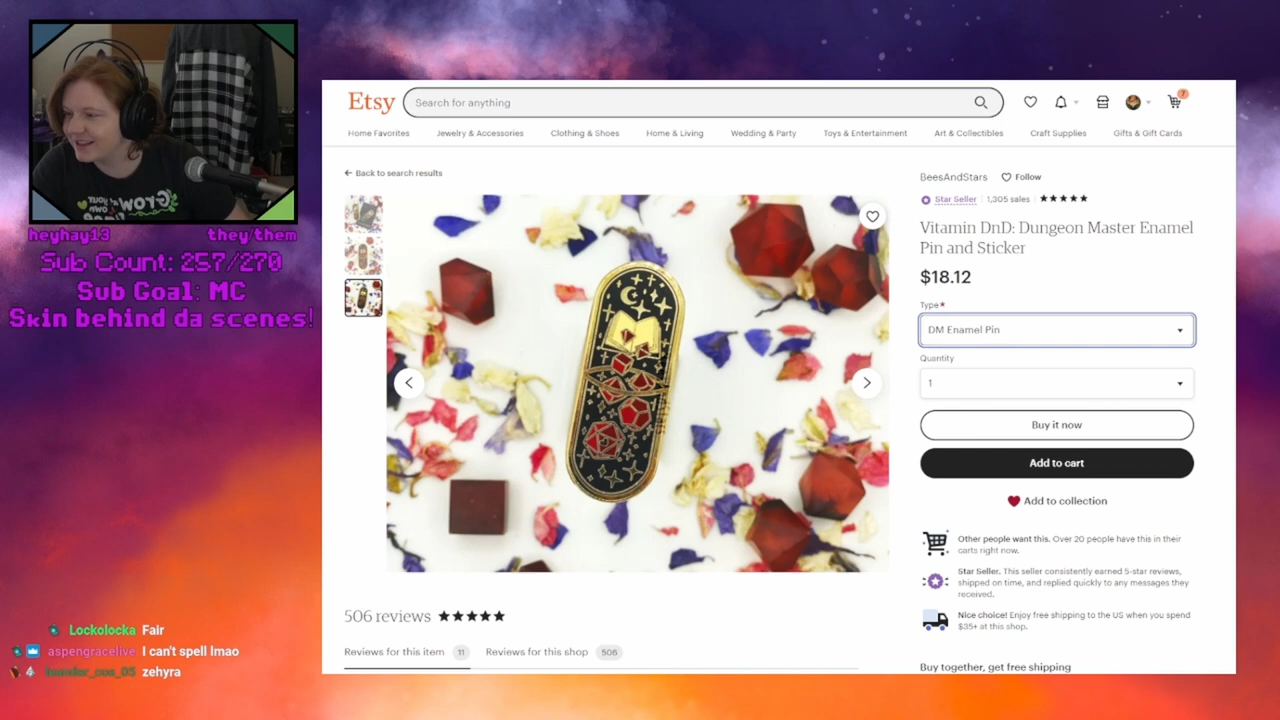 heyhay13
they/them
Sub Count: 257/270
Sub Goal: MC
Skin behind da scenes!
Lockolocka Fair
aspengracelive I can't spell lmao
zehyra
Etsy
Search for anything
7
Home Favorites
Jewelry & Accessories
Clothing & Shoes
Home & Living
Wedding & Party
Toys & Entertainment
Art & Collectibles
Craft Supplies
Gifts & Gift Cards
Back to search results
BeesAndStars
Follow
Star Seller
1,305 sales
Vitamin DnD: Dungeon Master Enamel
Pin and Sticker
$18.12
Type*
DM Enamel Pin
Quantity
1
Buy it now
Add to cart
Add to collection
Other people want this. Over 20 people have this in their
carts right now.
Star Seller. This seller consistently earned 5-star reviews,
shipped on time, and replied quickly to any messages they
received.
Nice choice! Enjoy free shipping to the US when you spend
$35+ at this shop.
Buy together, get free shipping
506 reviews
Reviews for this item 11
Reviews for this shop 506